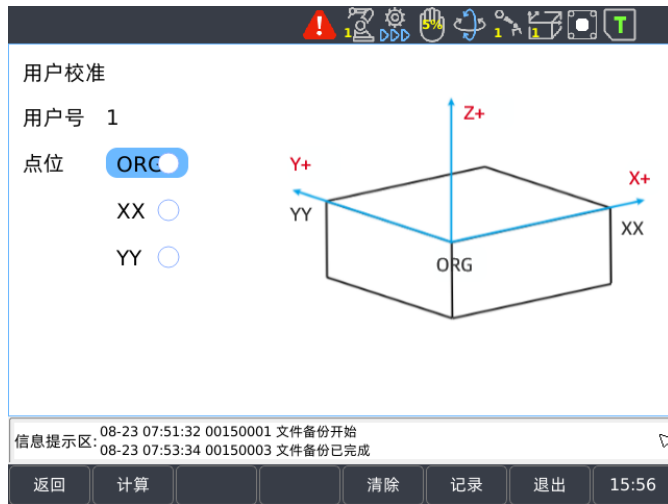 1
5%
1
1
T
用户校准
用户号 1
点位 ORG
XX
YY
Z+
Y+
X+
YY
XX
ORG
信息提示区:
08-23 07:51:32 00150001 文件备份开始
08-23 07:53:34 00150003 文件备份已完成
返回 计算 清除 记录 退出 15:56